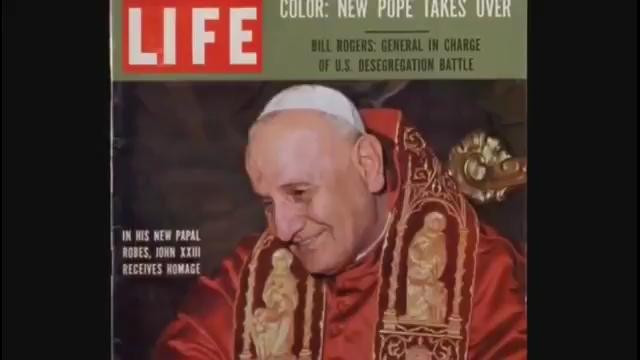 LIFE
COLOR: NEW POPE TAKES OVER
BILL ROGERS: GENERAL IN CHARGE
OF U.S. DESEGREGATION BATTLE
IN HIS NEW PAPAL
ROBES, JOHN XXIII
RECEIVES HOMAGE